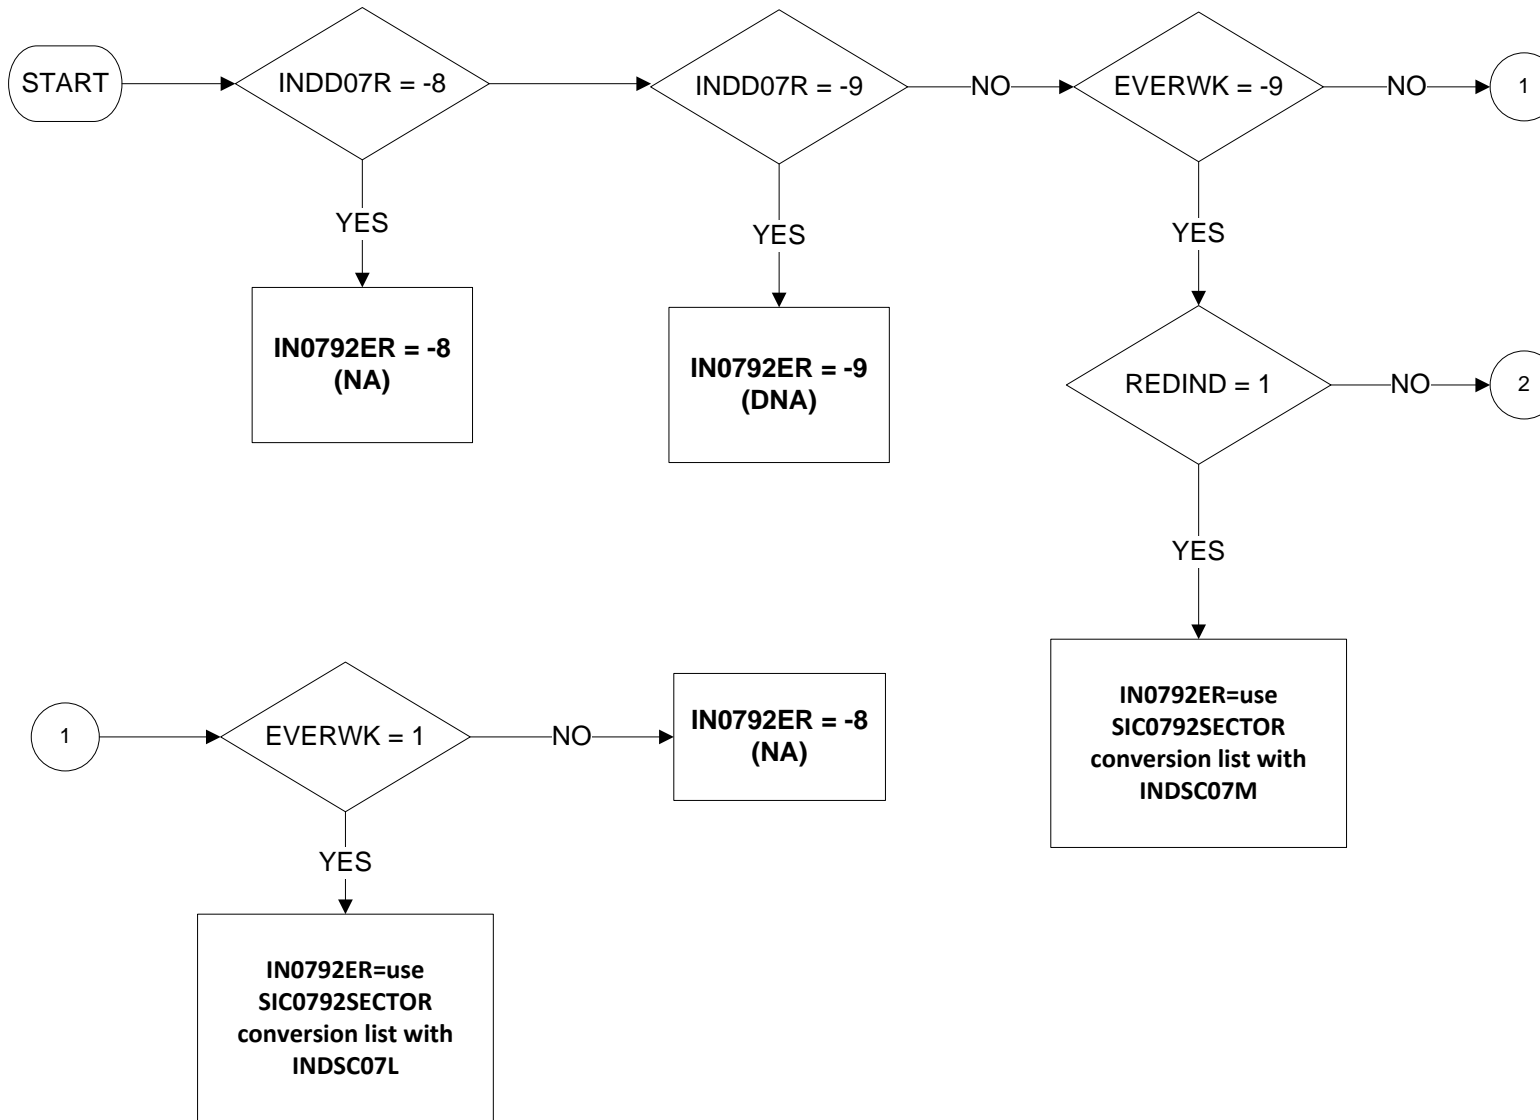 START
INDD07R = -8
INDD07R = -9
NO
EVERWK = -9
NO
1
YES
YES
YES
IN0792ER = -8
(NA)
IN0792ER = -9
(DNA)
REDIND = 1
NO
2
YES
IN0792ER=use
SIC0792SECTOR
conversion list with
INDSC07M
1
EVERWK = 1
NO
IN0792ER = -8
(NA)
YES
IN0792ER=use
SIC0792SECTOR
conversion list with
INDSC07L